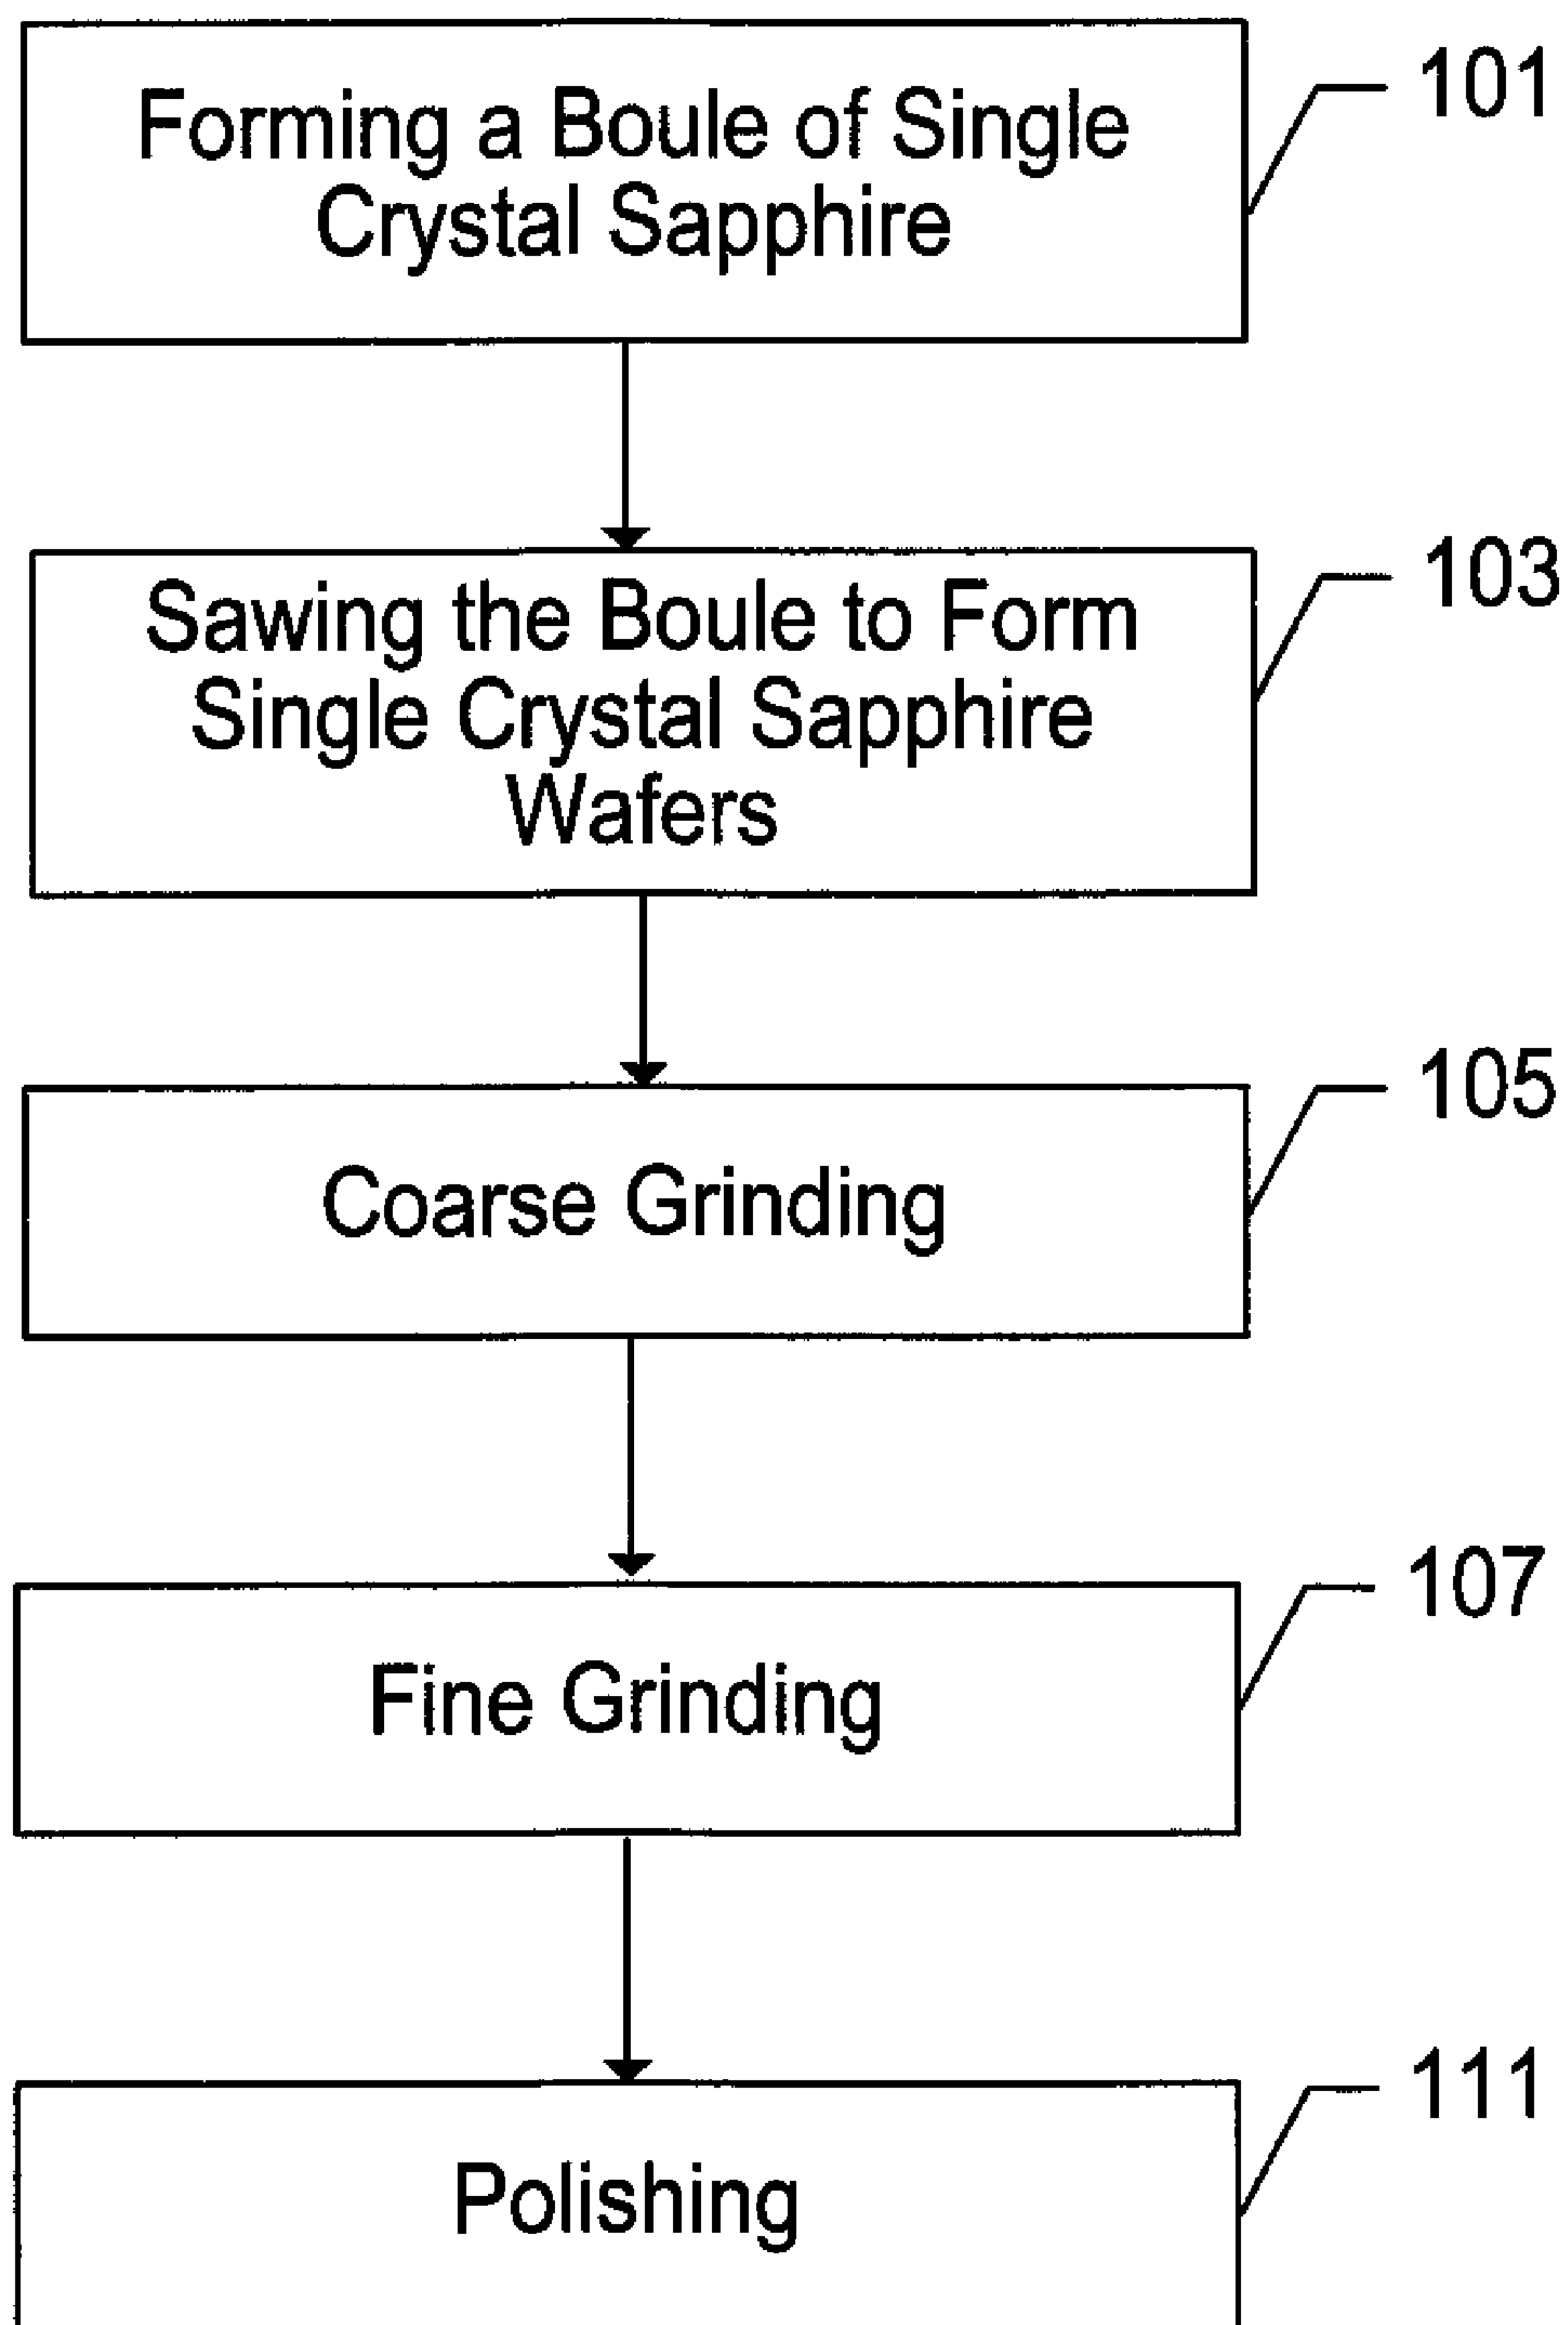 Forming a Boule of Single
Crystal Sapphire
101
Sawing the Boule to Form
Single Crystal Sapphire
Wafers
103
Coarse Grinding
105
Fine Grinding
107
Polishing
111